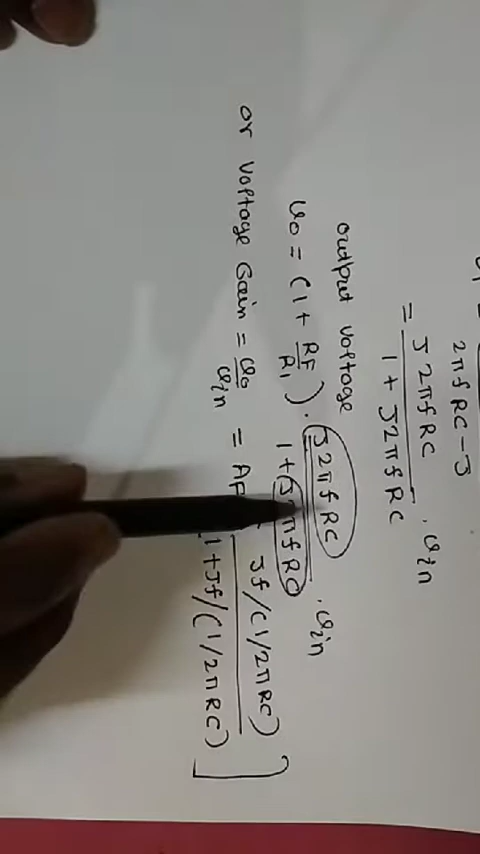 2πfRC-J
= J2πfRC / 1+J2πfRC . vin
output voltage
vo = (1 + RF/R1) . J2πfRC / 1+J2πfRC . vin
or voltage Gain = vo/vin = AF Jf/(1/2πRC) / 1+Jf/(1/2πRC) ]